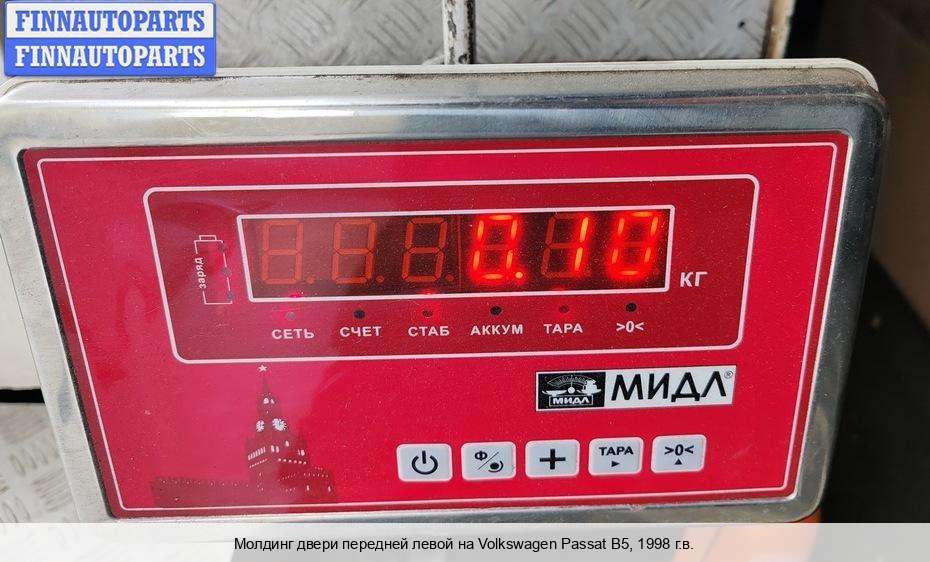 FINNAUTOPARTS
FINNAUTOPARTS
заряд
0.10
КГ
СЕТЬ СЧЕТ СТАБ АККУМ ТАРА >0<
МИДЛ МИДЛ®
Ф/ + ТАРА >0<
Молдинг двери передней левой на Volkswagen Passat B5, 1998 г.в.